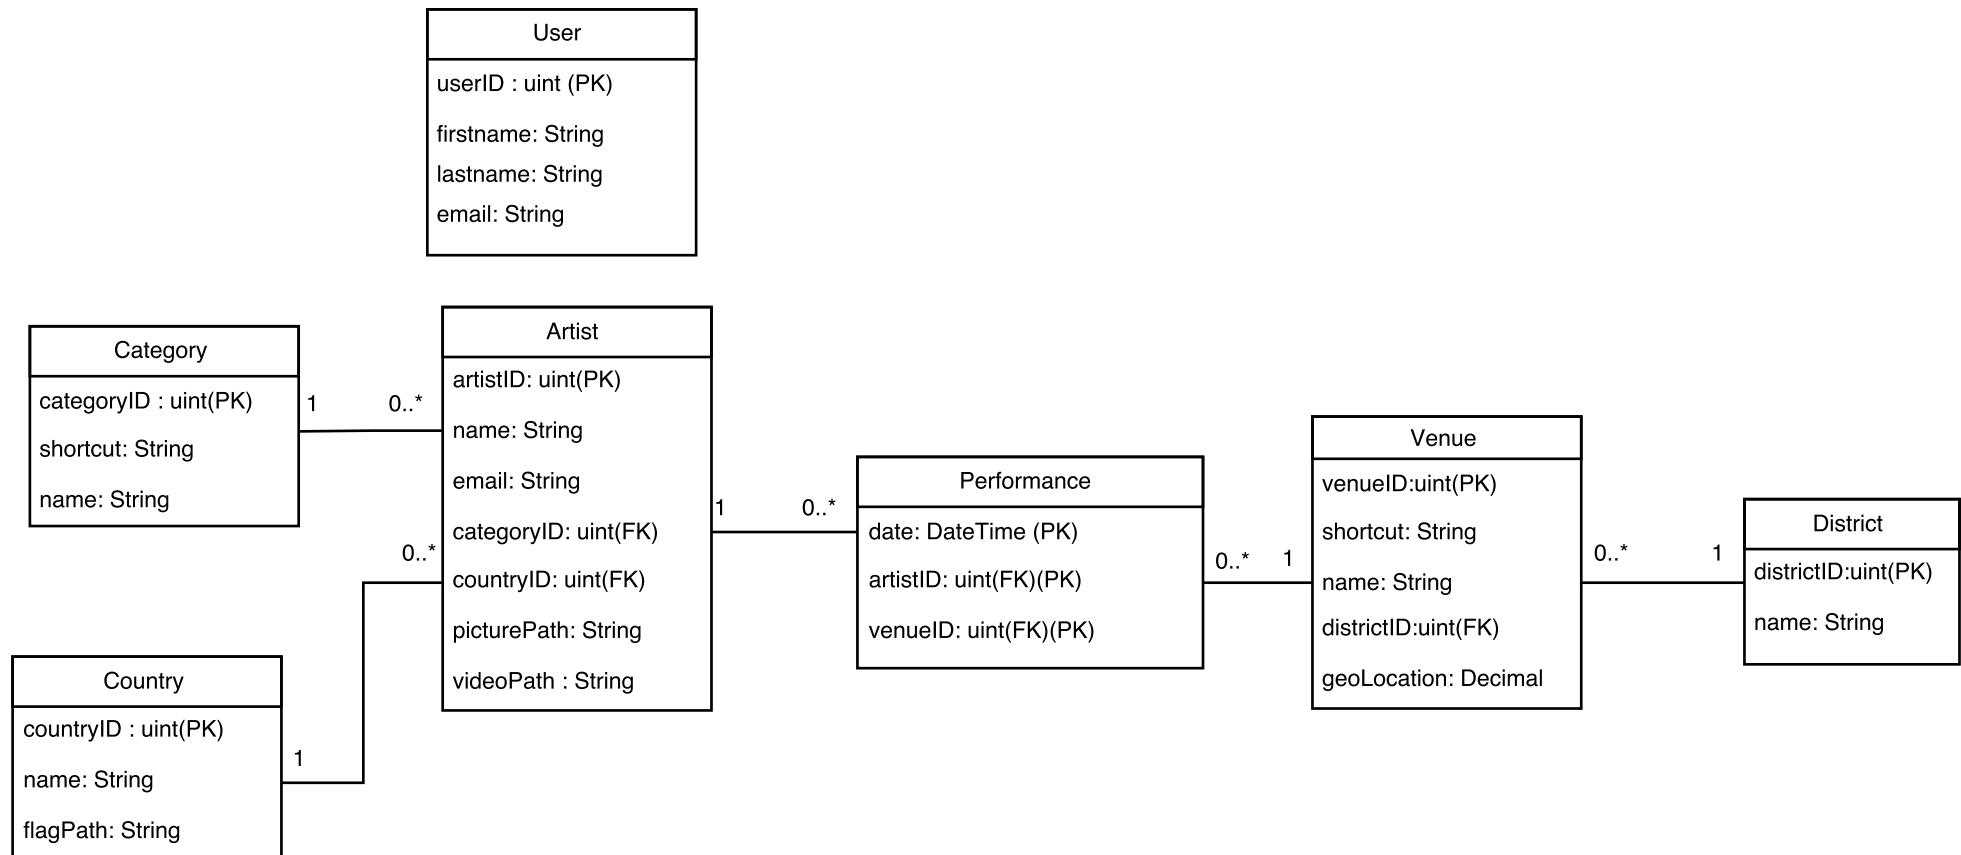 User
userID : uint (PK)
firstname: String
lastname: String
email: String
Category
categoryID : uint(PK)
shortcut: String
name: String
1
0..*
Artist
artistID: uint(PK)
name: String
email: String
categoryID: uint(FK)
countryID: uint(FK)
picturePath: String
videoPath : String
0..*
1
Country
countryID : uint(PK)
name: String
flagPath: String
1
0..*
Performance
date: DateTime (PK)
artistID: uint(FK)(PK)
venueID: uint(FK)(PK)
0..*
1
Venue
venueID:uint(PK)
shortcut: String
name: String
districtID:uint(FK)
geoLocation: Decimal
0..*
1
District
districtID:uint(PK)
name: String